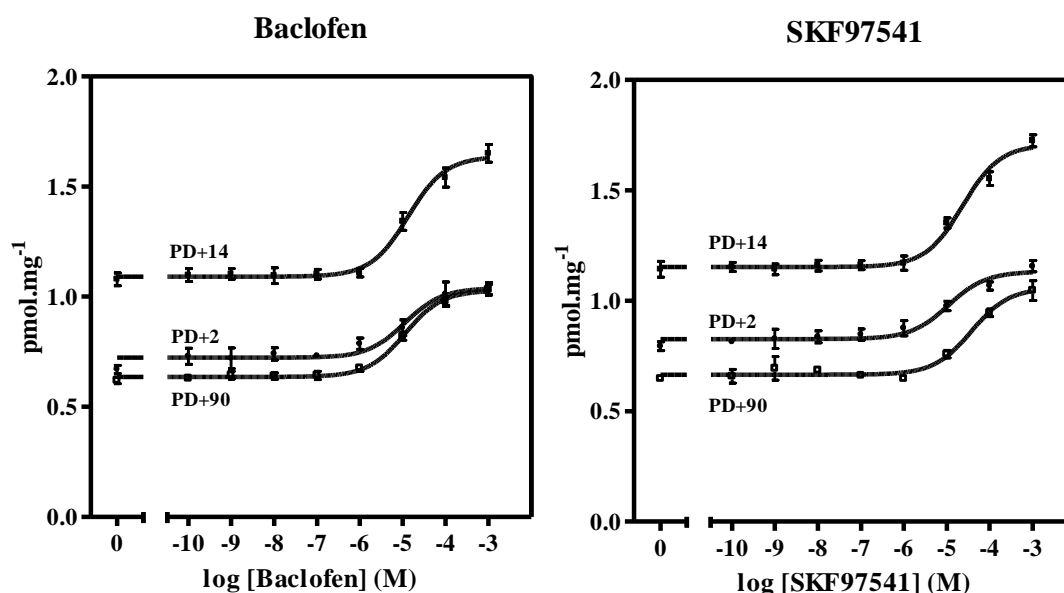 Baclofen
2.0
1.5
1.0
0.5
0.0
pmol.mg-1
PD+14
PD+2
PD+90
0 -10 -9 -8 -7 -6 -5 -4 -3
log [Baclofen] (M)
SKF97541
2.0
1.5
1.0
0.5
0.0
pmol.mg-1
PD+14
PD+2
PD+90
0 -10 -9 -8 -7 -6 -5 -4 -3
log [SKF97541] (M)